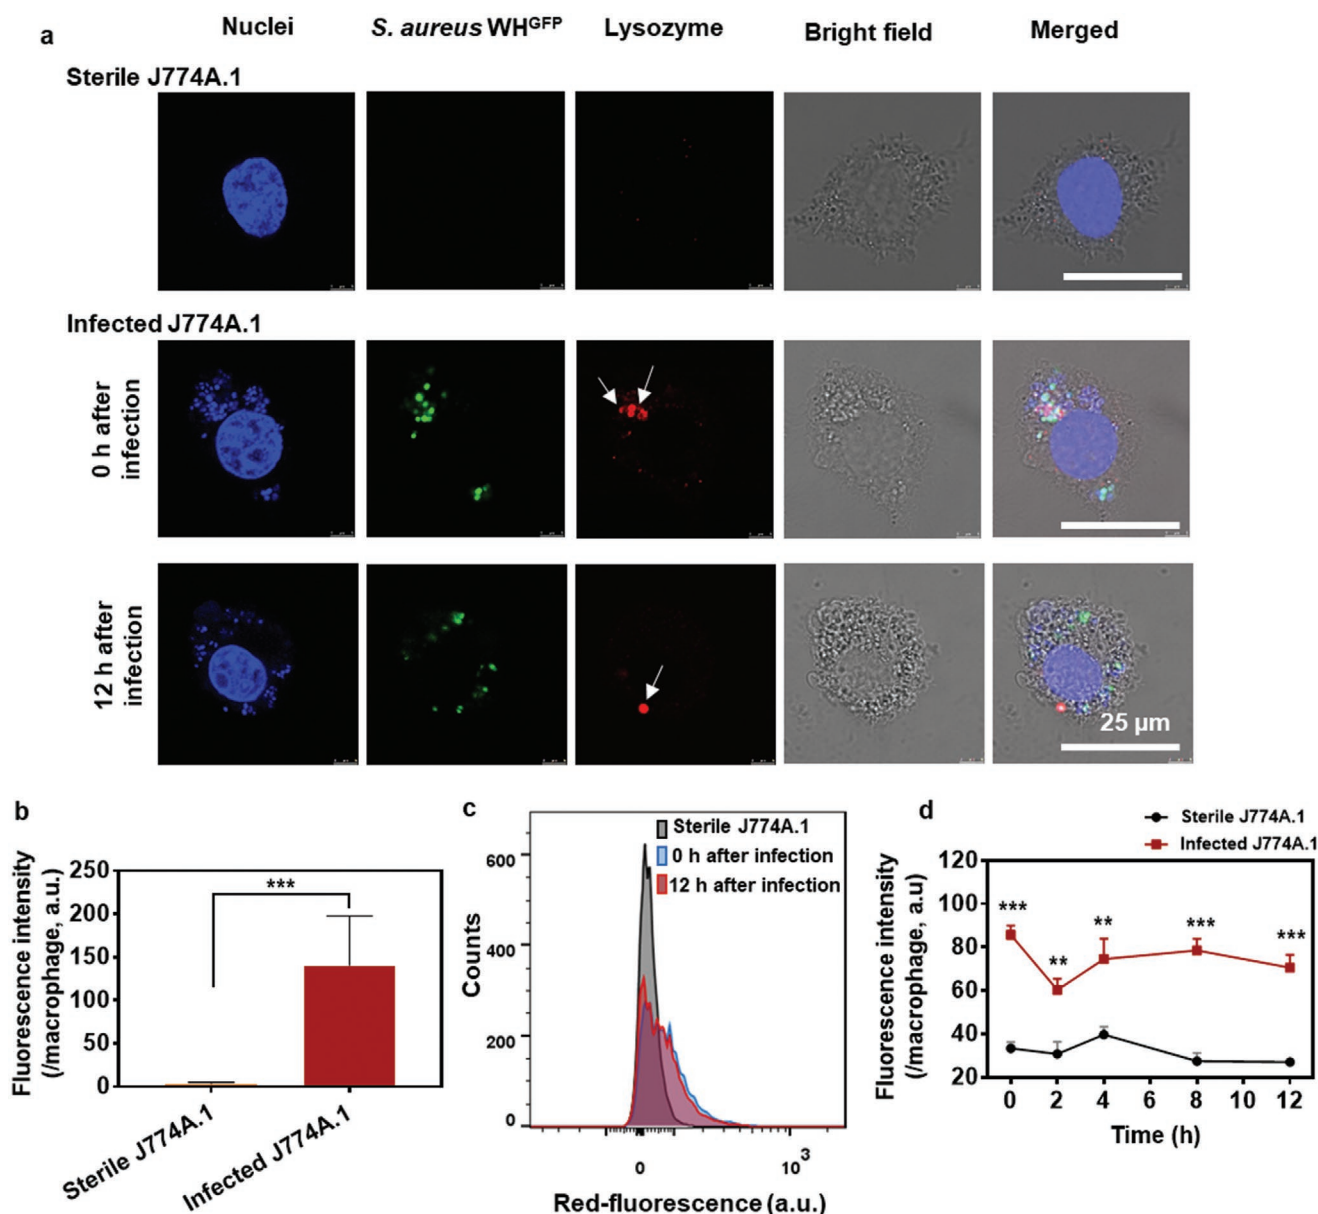 a
Nuclei
S. aureus WHᴳᶠᴾ
Lysozyme
Bright field
Merged
Sterile J774A.1
Infected J774A.1
0 h after
infection
12 h after
infection
25 µm
b
Fluorescence intensity
(/macrophage, a.u.)
250
200
150
100
50
0
***
Sterile J774A.1
Infected J774A.1
c
Counts
600
400
200
0
Sterile J774A.1
0 h after infection
12 h after infection
0
10³
Red-fluorescence (a.u.)
d
Sterile J774A.1
Infected J774A.1
Fluorescence intensity
(/macrophage, a.u)
120
100
80
60
40
20
***
**
**
***
***
0 2 4 6 8 10 12
Time (h)